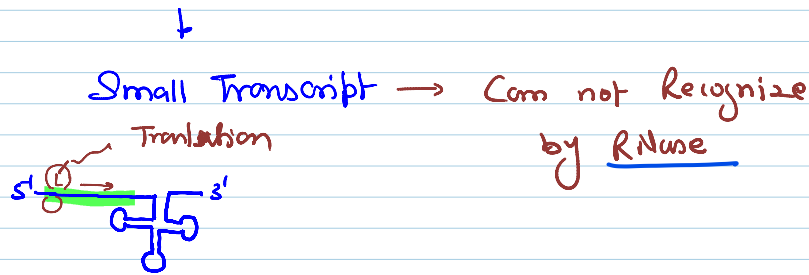 Small Transcript → Can not Recognize
by RNase
Translation
5' 3'